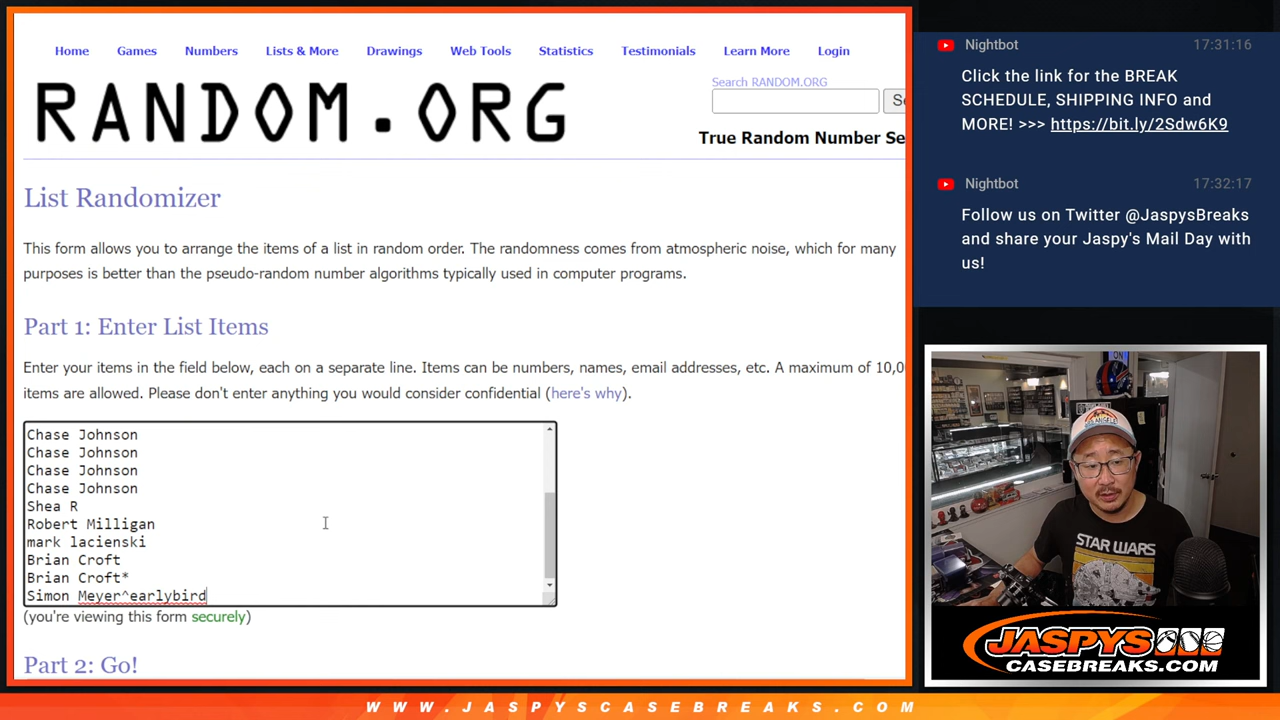 Home Games Numbers Lists & More Drawings Web Tools Statistics Testimonials Learn More Login
RANDOM.ORG
Search RANDOM.ORG
True Random Number Se
List Randomizer
This form allows you to arrange the items of a list in random order. The randomness comes from atmospheric noise, which for many
purposes is better than the pseudo-random number algorithms typically used in computer programs.
Part 1: Enter List Items
Enter your items in the field below, each on a separate line. Items can be numbers, names, email addresses, etc. A maximum of 10,0
items are allowed. Please don't enter anything you would consider confidential (here's why).
Chase Johnson
Chase Johnson
Chase Johnson
Chase Johnson
Shea R
Robert Milligan
mark lacienski
Brian Croft
Brian Croft*
Simon Meyer^earlybird
(you're viewing this form securely)
Part 2: Go!
Nightbot 17:31:16
Click the link for the BREAK
SCHEDULE, SHIPPING INFO and
MORE! >>> https://bit.ly/2Sdw6K9
Nightbot 17:32:17
Follow us on Twitter @JaspysBreaks
and share your Jaspy's Mail Day with
us!
ON
STAR WARS
JASPYS
CASEBREAKS.COM
WWW.JASPYSCASEBREAKS.COM